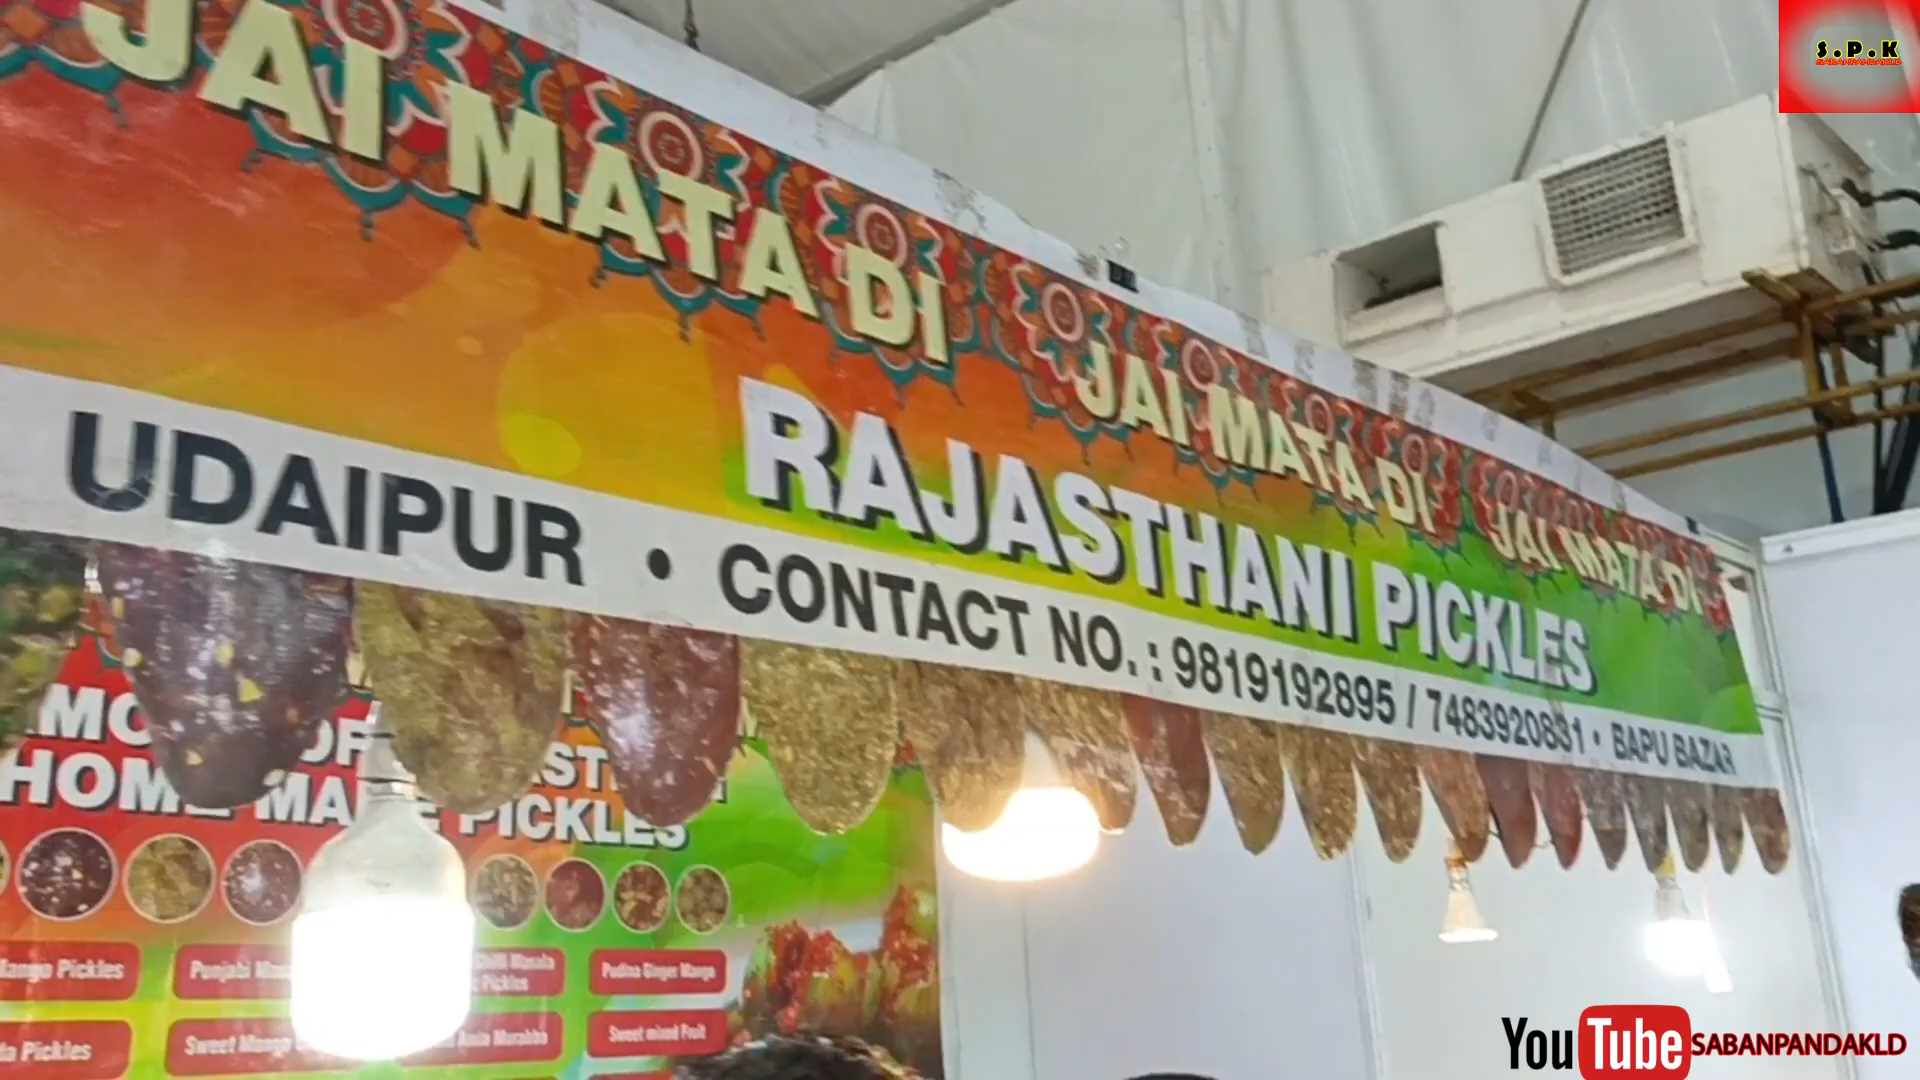 S.P.K
SABANPANDAKLD
JAI MATA DI JAI MATA DI JAI MATA DI
RAJASTHANI PICKLES
UDAIPUR • CONTACT NO. : 9819192895 / 7483920831 • BAPU BAZAR
HOME MADE PICKLES
Mango Pickles
Punjabi
Chilli Masala
Pickles
Pudina Ginger Mango
Pickles
Sweet Mango
Amla Murabba
Sweet mixed Fruit
YouTube SABANPANDAKLD